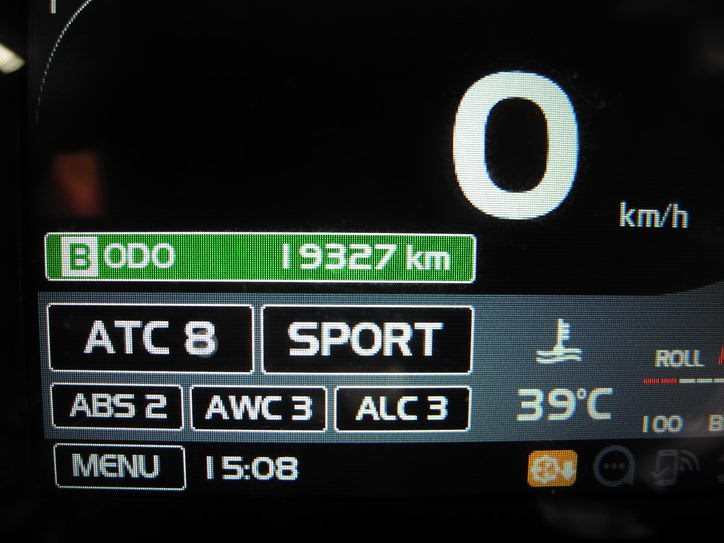 0
km/h
B ODO 19327 km
ATC 8 SPORT
ROLL
ABS 2 AWC 3 ALC 3 39°C
100 B
MENU 15:08